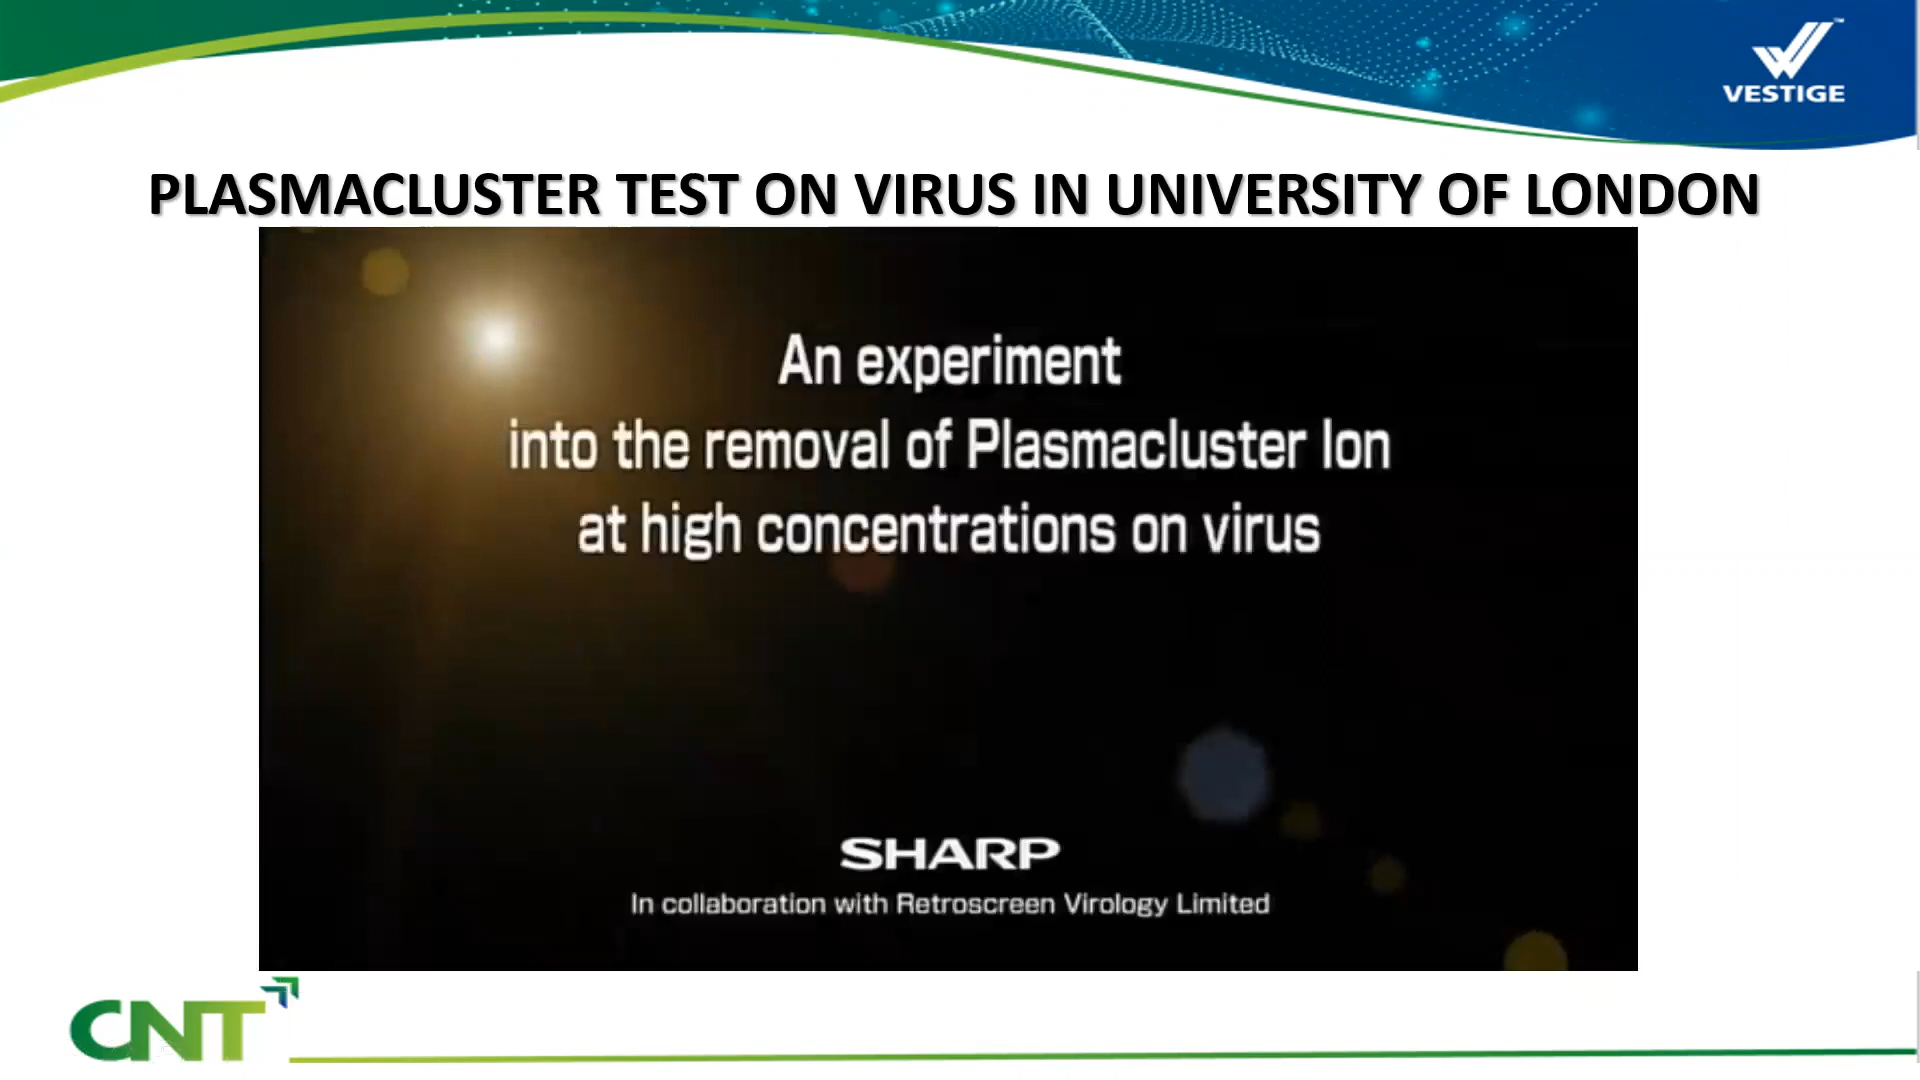 VESTIGE
PLASMACLUSTER TEST ON VIRUS IN UNIVERSITY OF LONDON
An experiment
into the removal of Plasmacluster Ion
at high concentrations on virus
SHARP
In collaboration with Retroscreen Virology Limited
CNT